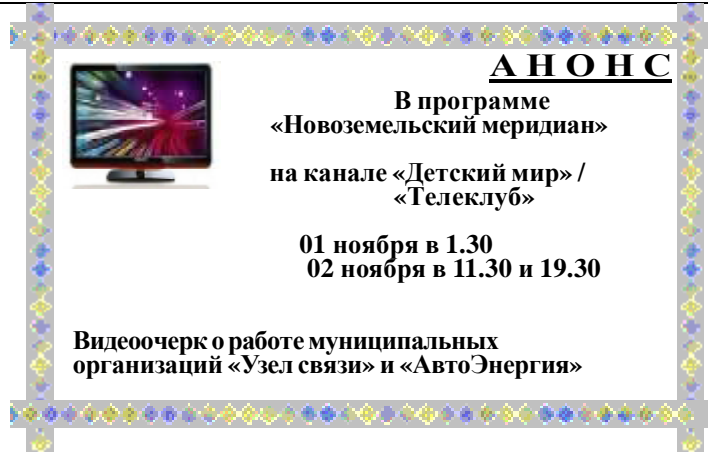 АНОНС
В программе
«Новоземельский меридиан»
на канале «Детский мир» /
«Телеклуб»
01 ноября в 1.30
02 ноября в 11.30 и 19.30
Видеоочерк о работе муниципальных
организаций «Узел связи» и «АвтоЭнергия»